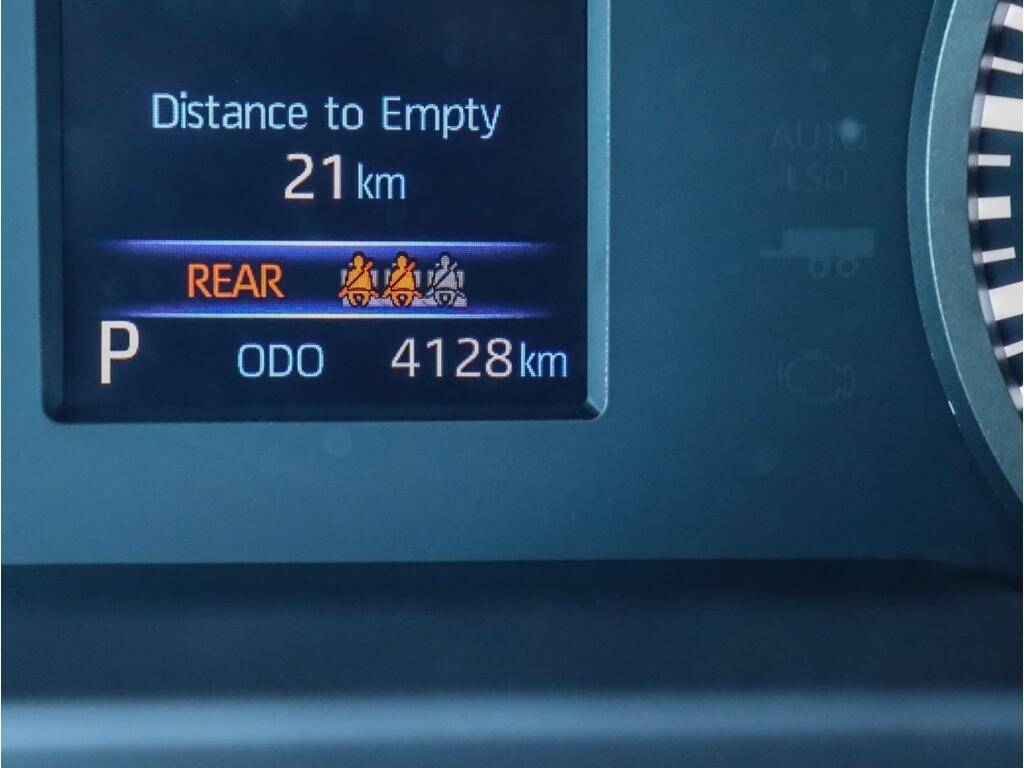 Distance to Empty
21 km
REAR
P ODO 4128 km
AUTO
LSD